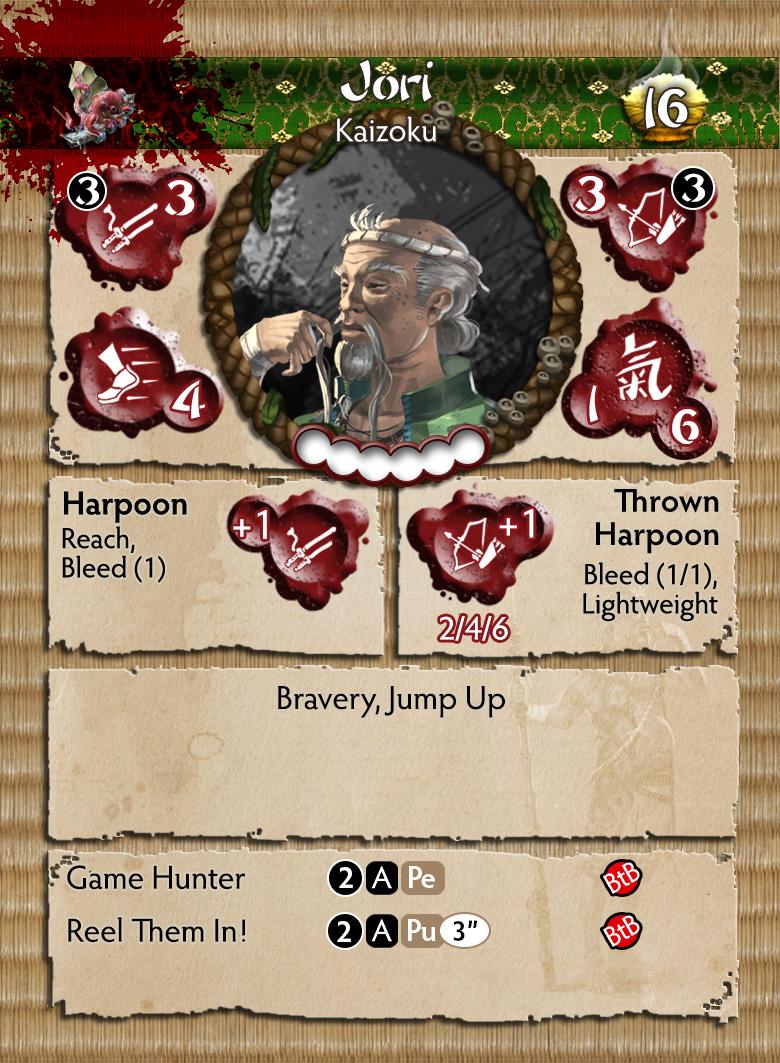 Jori
16
Kaizoku
3 3
3 3
4
氣
1 6
Harpoon
Reach,
Bleed (1)
+1
+1
2/4/6
Thrown
Harpoon
Bleed (1/1),
Lightweight
Bravery, Jump Up
Game Hunter 2 A Pe BtB
Reel Them In! 2 A Pu 3” BtB